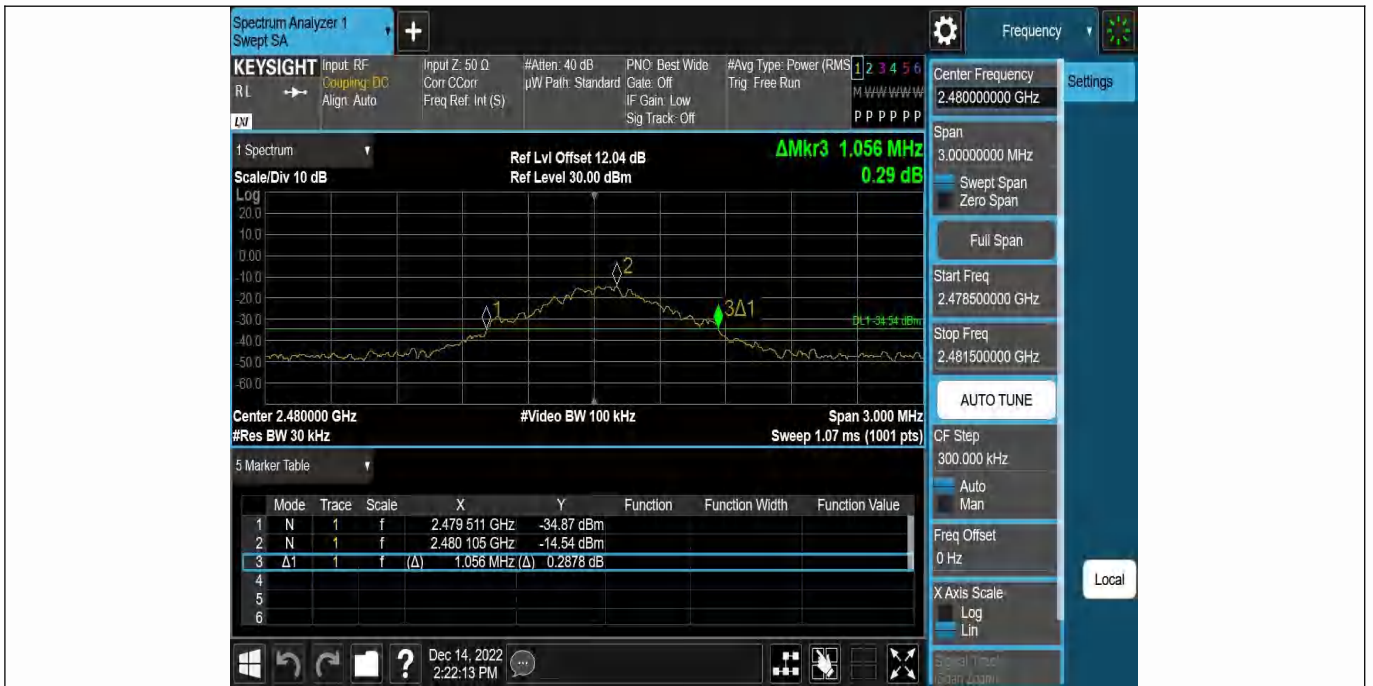 Spectrum Analyzer 1
Swept SA
+
Frequency
KEYSIGHT
RL
LXI
Input: RF
Coupling: DC
Align: Auto
Input Z: 50 Ω
Corr CCorr
Freq Ref: Int (S)
#Atten: 40 dB
µW Path: Standard
PNO: Best Wide
Gate: Off
IF Gain: Low
Sig Track: Off
#Avg Type: Power (RMS
Trig: Free Run
1 2 3 4 5 6
M W W W W W
P P P P P P
1 Spectrum
Scale/Div 10 dB
Ref Lvl Offset 12.04 dB
Ref Level 30.00 dBm
ΔMkr3 1.056 MHz
0.29 dB
Log
20.0
10.0
0.00
-10.0
-20.0
-30.0
-40.0
-50.0
-60.0
1
2
3Δ1
DL1 -34.54 dBm
Center 2.480000 GHz
#Video BW 100 kHz
Span 3.000 MHz
#Res BW 30 kHz
Sweep 1.07 ms (1001 pts)
5 Marker Table
Mode Trace Scale X Y Function Function Width Function Value
1 N 1 f 2.479 511 GHz -34.87 dBm
2 N 1 f 2.480 105 GHz -14.54 dBm
3 Δ1 1 f (Δ) 1.056 MHz (Δ) 0.2878 dB
4
5
6
?
Dec 14, 2022
2:22:13 PM
Center Frequency
2.480000000 GHz
Settings
Span
3.00000000 MHz
Swept Span
Zero Span
Full Span
Start Freq
2.478500000 GHz
Stop Freq
2.481500000 GHz
AUTO TUNE
CF Step
300.000 kHz
Auto
Man
Freq Offset
0 Hz
X Axis Scale
Log
Lin
Signal Track
(Span Zoom)
Local